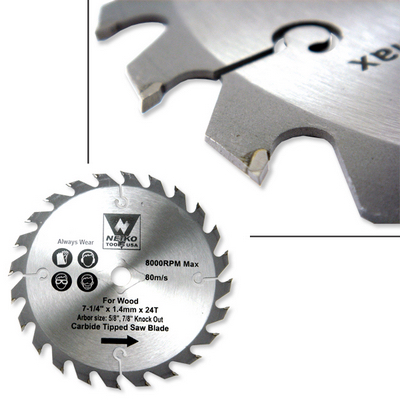 Max
NEIKO
TOOLS USA
Always Wear
8000RPM Max
80m/s
For Wood
7-1/4" x 1.4mm x 24T
Arbor size: 5/8", 7/8" Knock Out
Carbide Tipped Saw Blade